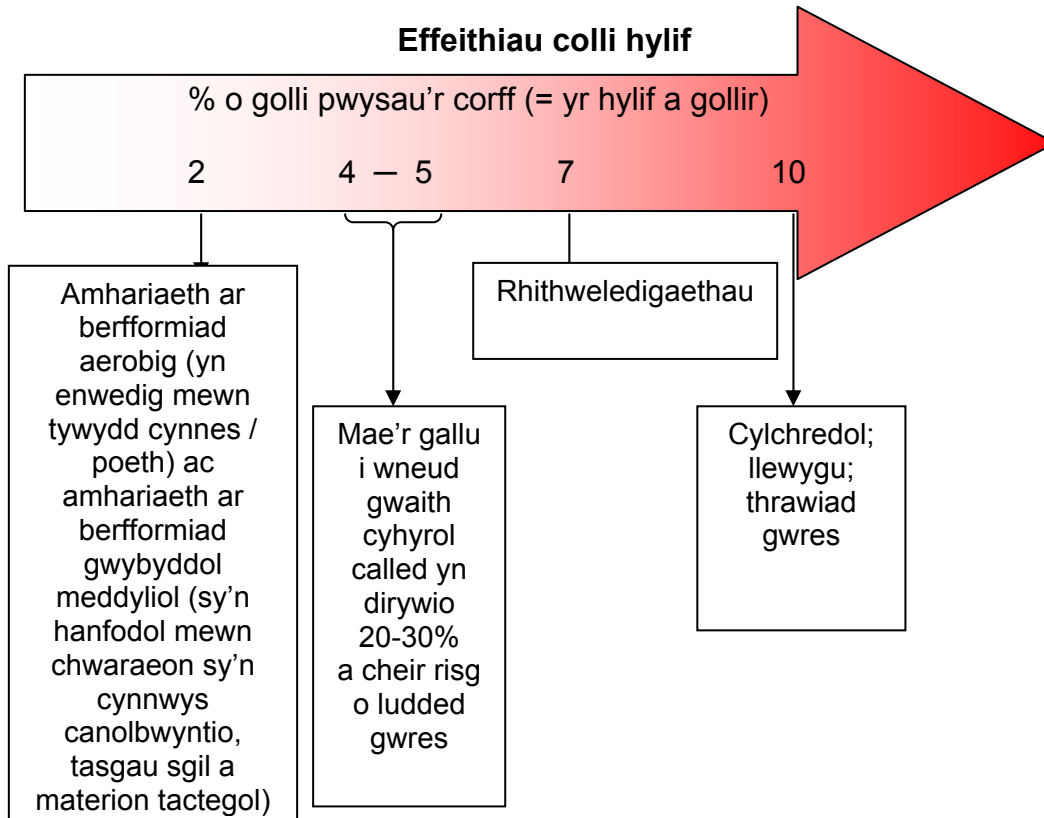 Effeithiau colli hylif
% o golli pwysau'r corff (= yr hylif a gollir)
2 4 – 5 7 10
Amhariaeth ar
berfformiad
aerobig (yn
enwedig mewn
tywydd cynnes /
poeth) ac
amhariaeth ar
berfformiad
gwybyddol
meddyliol (sy’n
hanfodol mewn
chwaraeon sy’n
cynnwys
canolbwyntio,
tasgau sgil a
materion tactegol)
Mae'r gallu
i wneud
gwaith
cyhyrol
called yn
dirywio
20-30%
a cheir risg
o ludded
gwres
Rhithweledigaethau
Cylchredol;
llewygu;
thrawiad
gwres